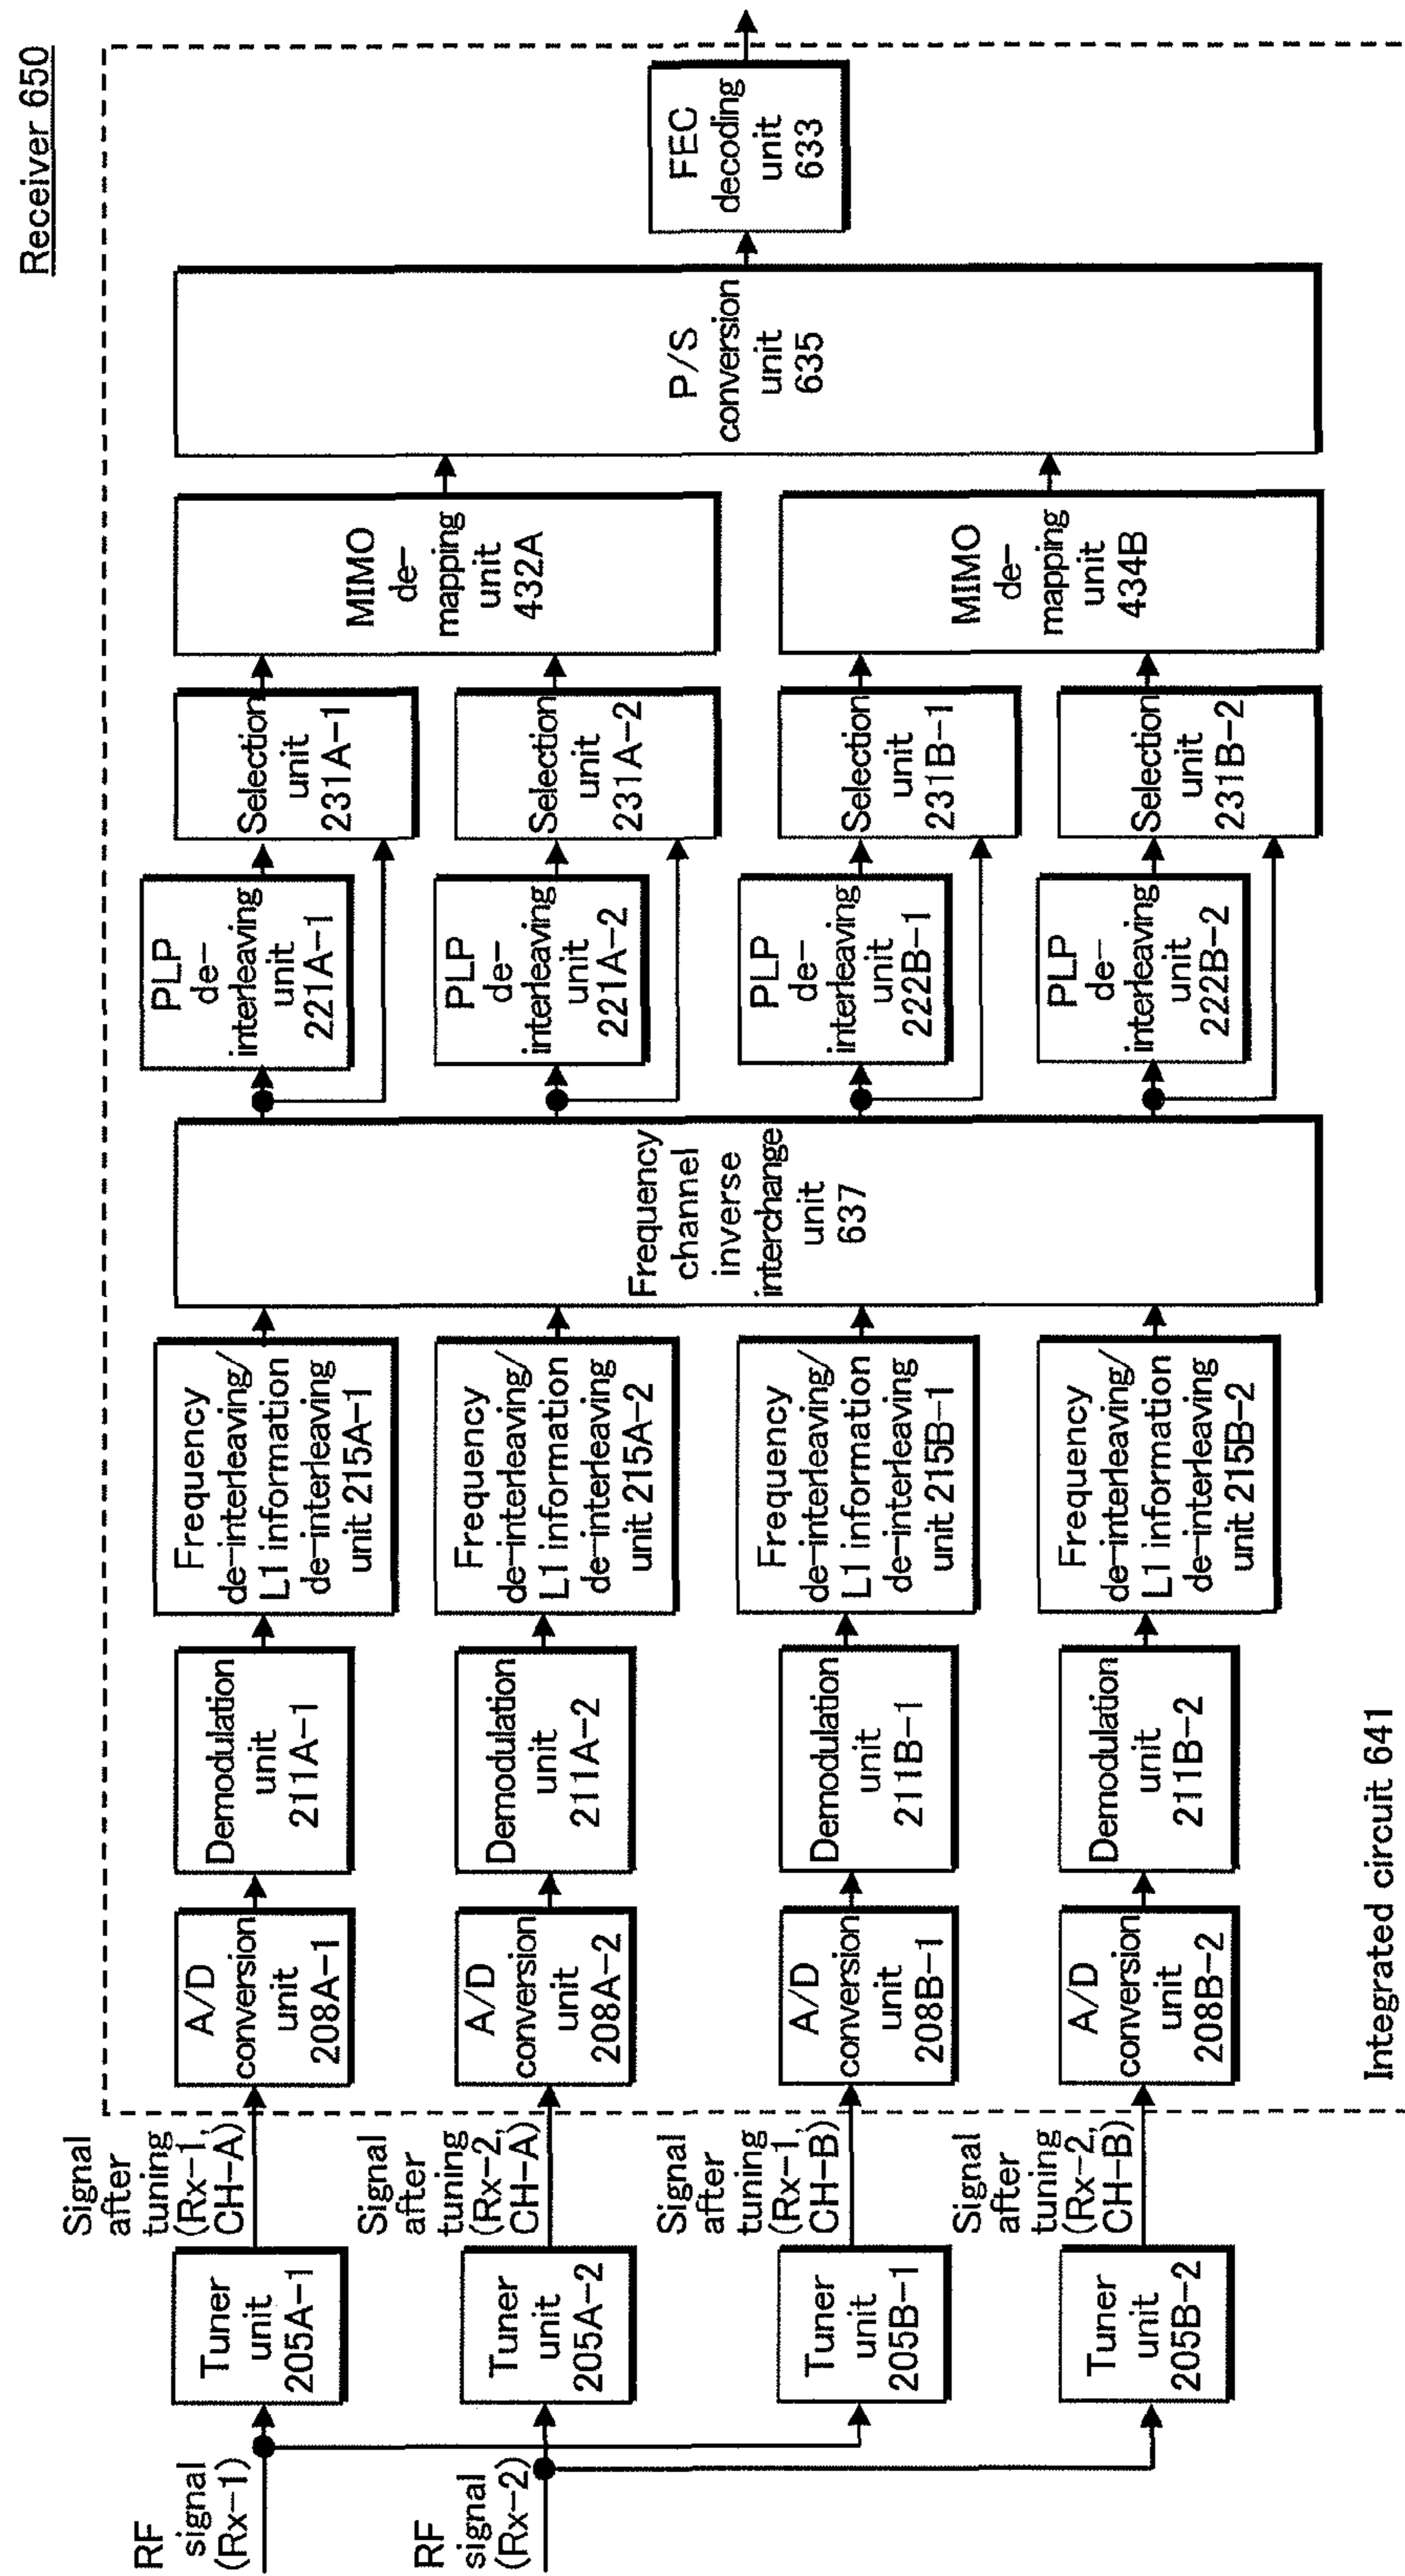 Receiver 650
RF
signal
(Rx-1)
RF
signal
(Rx-2)
Tuner
unit
205A-1
Tuner
unit
205A-2
Tuner
unit
205B-1
Tuner
unit
205B-2
Signal
after
tuning
(Rx-1,
CH-A)
Signal
after
tuning
(Rx-2,
CH-A)
Signal
after
tuning
(Rx-1,
CH-B)
Signal
after
tuning
(Rx-2,
CH-B)
A/D
conversion
unit
208A-1
A/D
conversion
unit
208A-2
A/D
conversion
unit
208B-1
A/D
conversion
unit
208B-2
Demodulation
unit
211A-1
Demodulation
unit
211A-2
Demodulation
unit
211B-1
Demodulation
unit
211B-2
Frequency
de-interleaving/
L1 information
de-interleaving
unit 215A-1
Frequency
de-interleaving/
L1 information
de-interleaving
unit 215A-2
Frequency
de-interleaving/
L1 information
de-interleaving
unit 215B-1
Frequency
de-interleaving/
L1 information
de-interleaving
unit 215B-2
Frequency
channel
inverse
interchange
unit
637
PLP
de-
interleaving
unit
221A-1
PLP
de-
interleaving
unit
221A-2
PLP
de-
interleaving
unit
222B-1
PLP
de-
interleaving
unit
222B-2
Selection
unit
231A-1
Selection
unit
231A-2
Selection
unit
231B-1
Selection
unit
231B-2
MIMO
de-
mapping
unit
432A
MIMO
de-
mapping
unit
434B
P/S
conversion
unit
635
FEC
decoding
unit
633
Integrated circuit 641